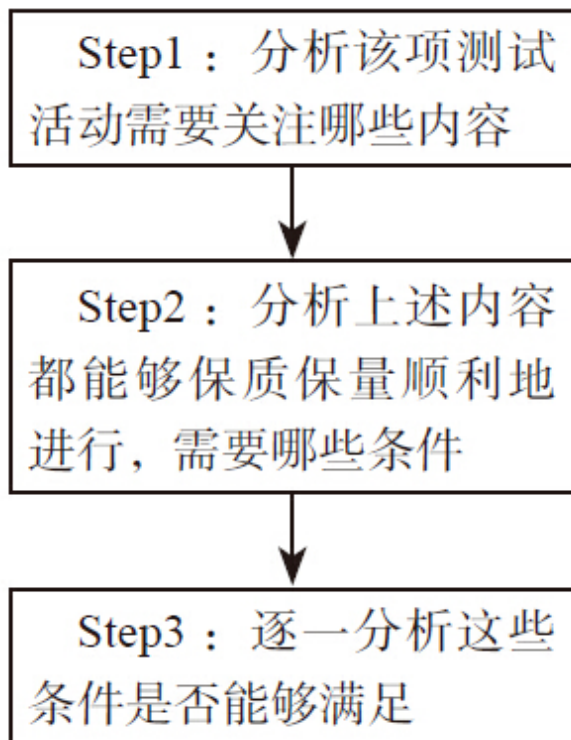 Step1：分析该项测试
活动需要关注哪些内容
Step2：分析上述内容
都能够保质保量顺利地
进行，需要哪些条件
Step3：逐一分析这些
条件是否能够满足